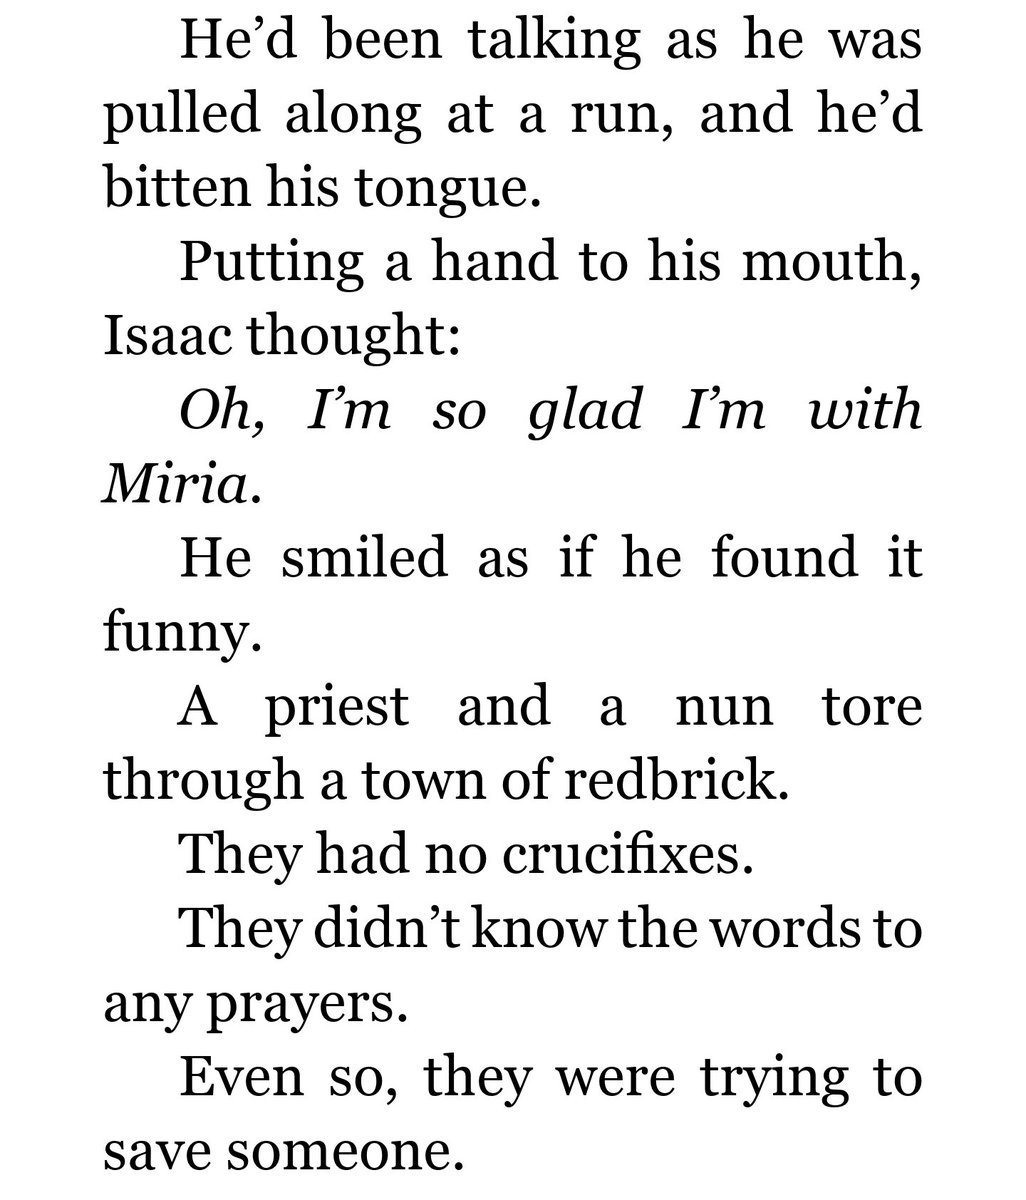 He’d been talking as he was
pulled along at a run, and he’d
bitten his tongue.
Putting a hand to his mouth,
Isaac thought:
Oh, I’m so glad I’m with
Miria.
He smiled as if he found it
funny.
A priest and a nun tore
through a town of redbrick.
They had no crucifixes.
They didn’t know the words to
any prayers.
Even so, they were trying to
save someone.